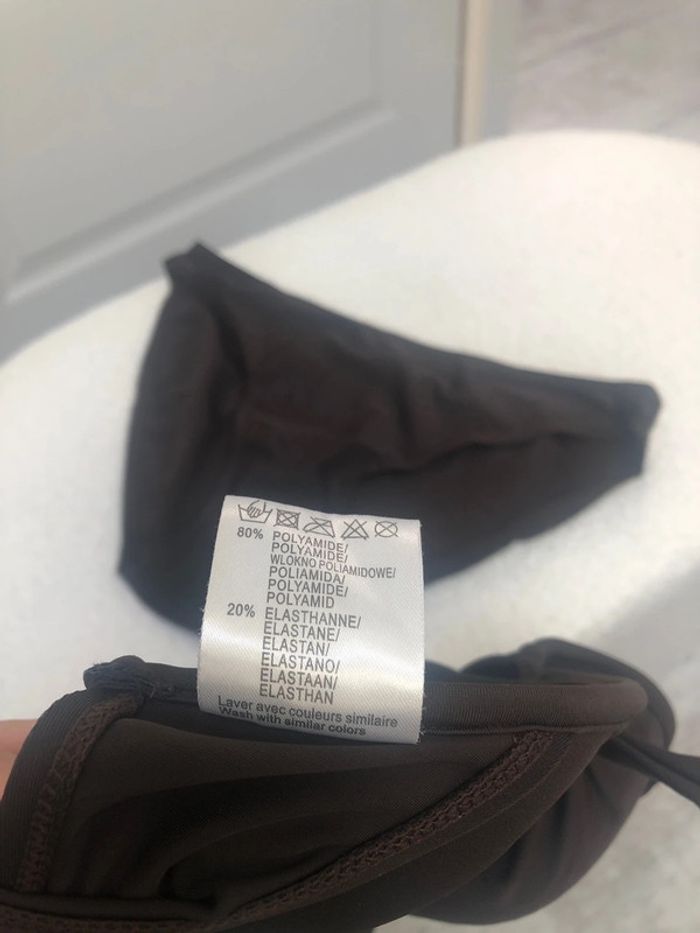 80% POLYAMIDE/
POLYAMIDE/
WLOKNO POLIAMIDOWE/
POLIAMIDA/
POLYAMIDE/
POLYAMID
20% ELASTHANNE/
ELASTANE/
ELASTAN/
ELASTANO/
ELASTAAN/
ELASTHAN
Laver avec couleurs similaire
Wash with similar colors